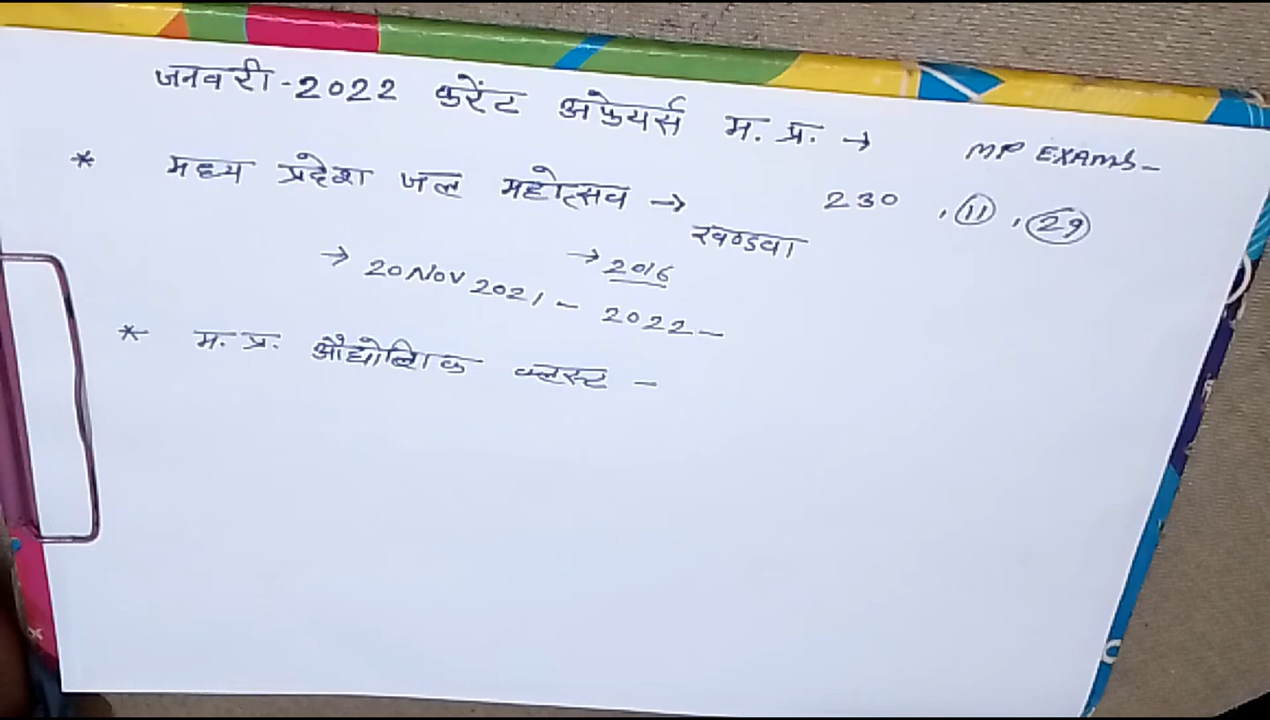 जनवरी-2022 करेंट अफेयर्स म. प्र. →
MP EXAMS -
* मध्य प्रदेश जल महोत्सव →
230 , 11 , 29
खण्डवा
→ 2016
→ 20 Nov 2021 - 2022 -
* म. प्र. औद्योगिक क्लस्ट -